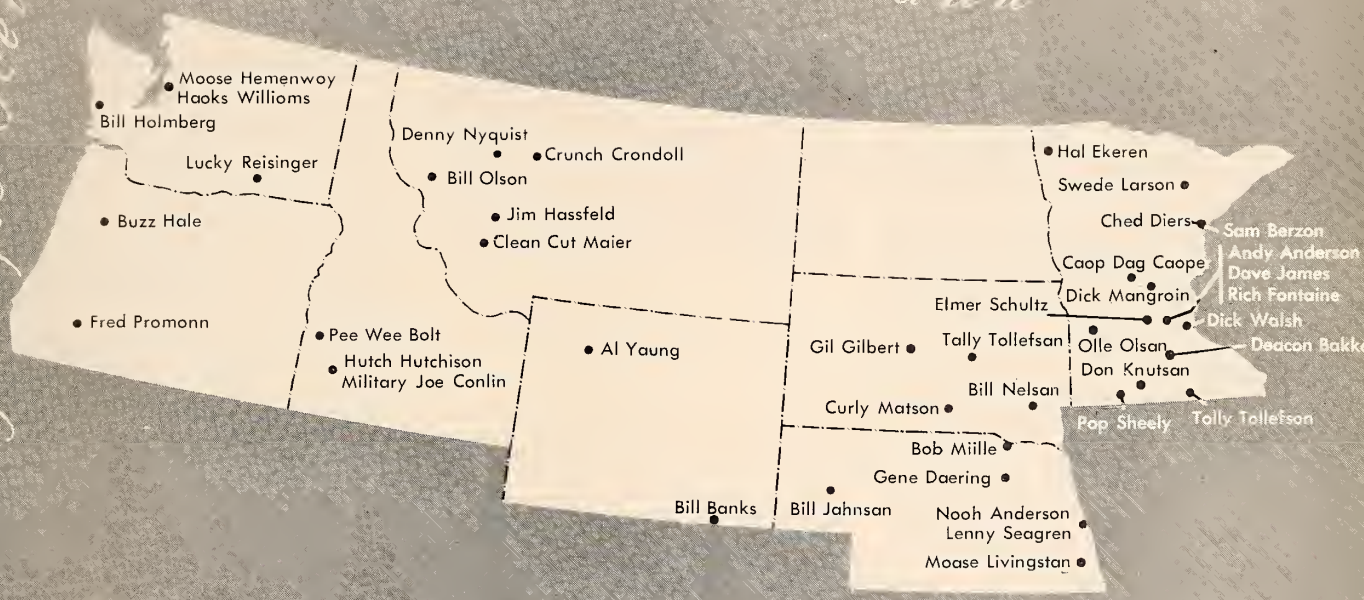 Moose Hemenwoy
Haoks Willioms
Bill Holmberg
Lucky Reisinger
Buzz Hale
Fred Promonn
Denny Nyquist
Crunch Crondoll
Bill Olson
Jim Hassfeld
Clean Cut Maier
Pee Wee Bolt
Hutch Hutchison
Military Joe Conlin
Al Yaung
Bill Banks
Hal Ekeren
Swede Larson
Ched Diers
Sam Berzon
Andy Anderson
Dave James
Rich Fontaine
Caop Dag Caope
Dick Mangroin
Elmer Schultz
Dick Walsh
Gil Gilbert
Tally Tollefsan
Olle Olsan
Deacon Bakke
Don Knutsan
Bill Nelsan
Curly Matson
Pop Sheely
Tolly Tollefson
Bob Miille
Gene Daering
Bill Jahnsan
Nooh Anderson
Lenny Seagren
Moase Livingstan